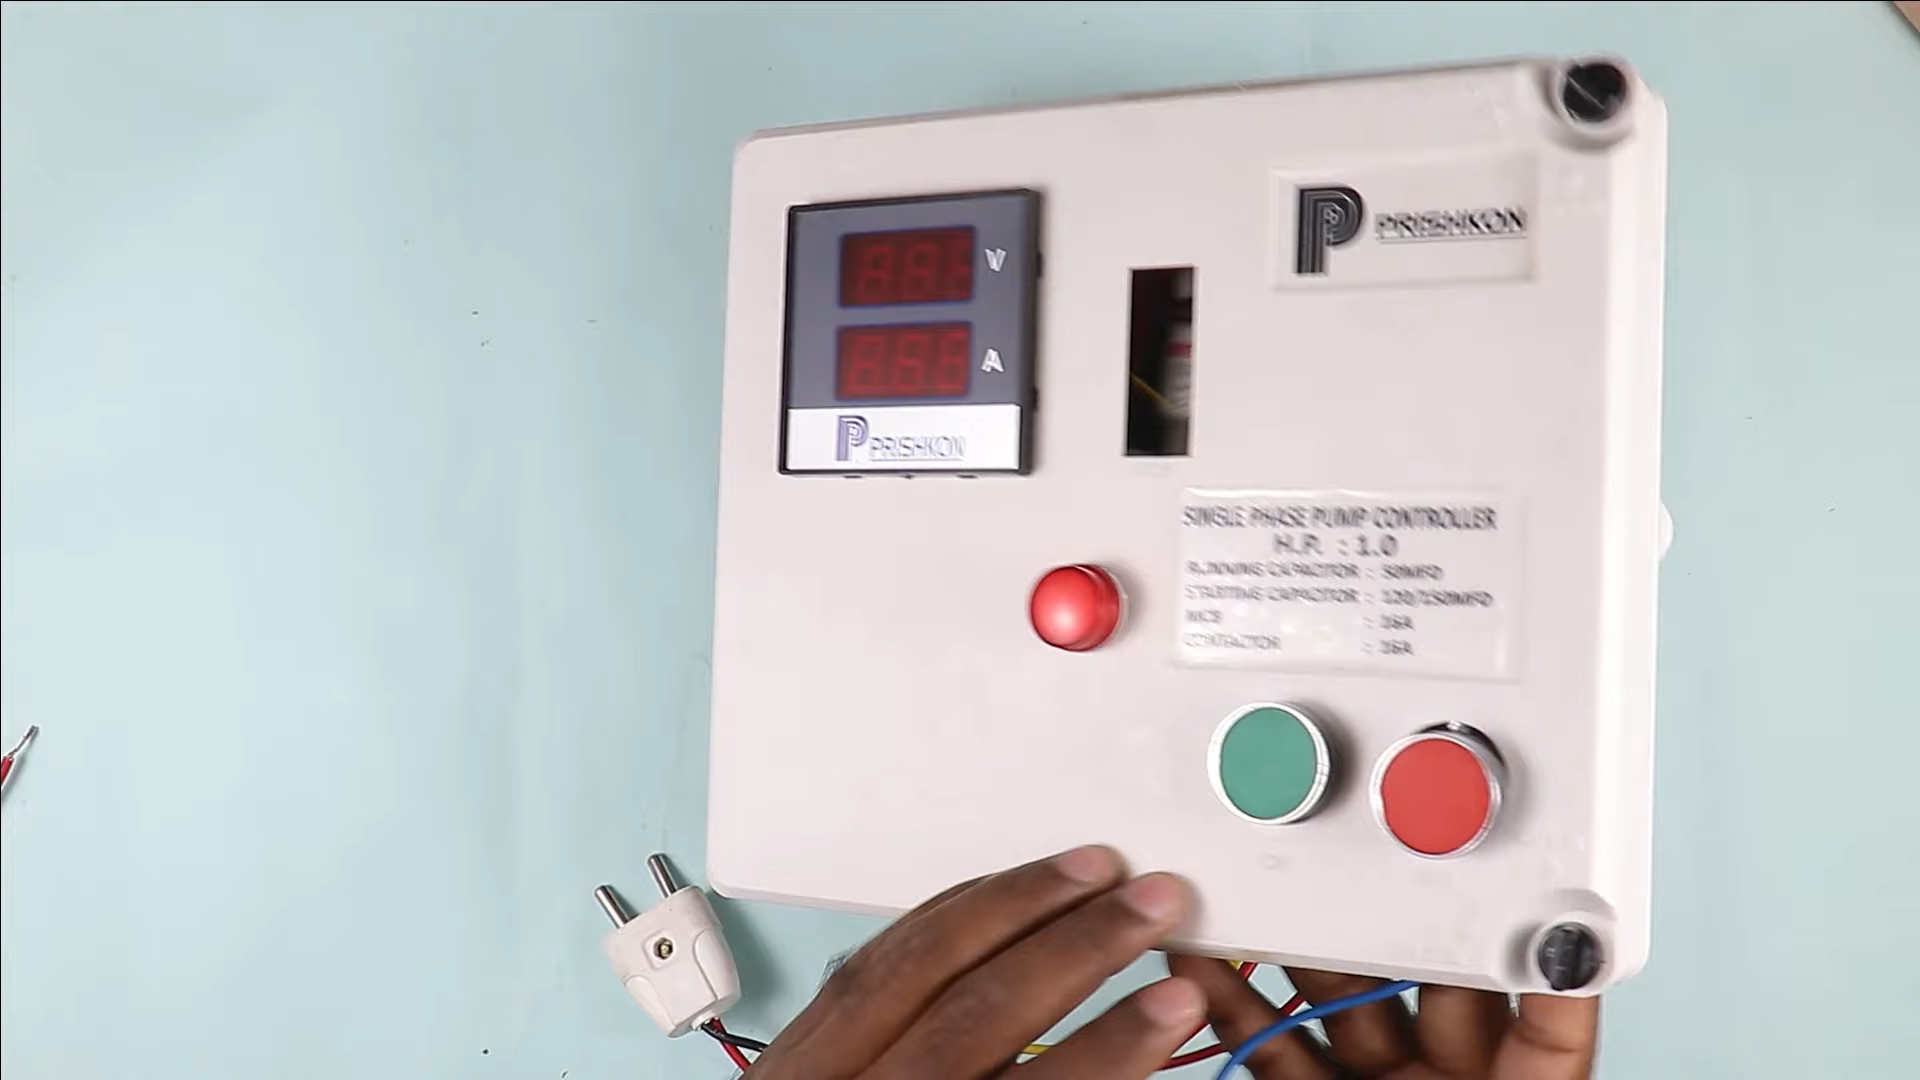 V
A
PRISHKON
PRISHKON
SINGLE PHASE PUMP CONTROLLER
H.P. : 1.0
RUNNING CAPACITOR : 50MFD
STARTING CAPACITOR : 120/150MFD
MCB : 16A
CONTACTOR : 16A